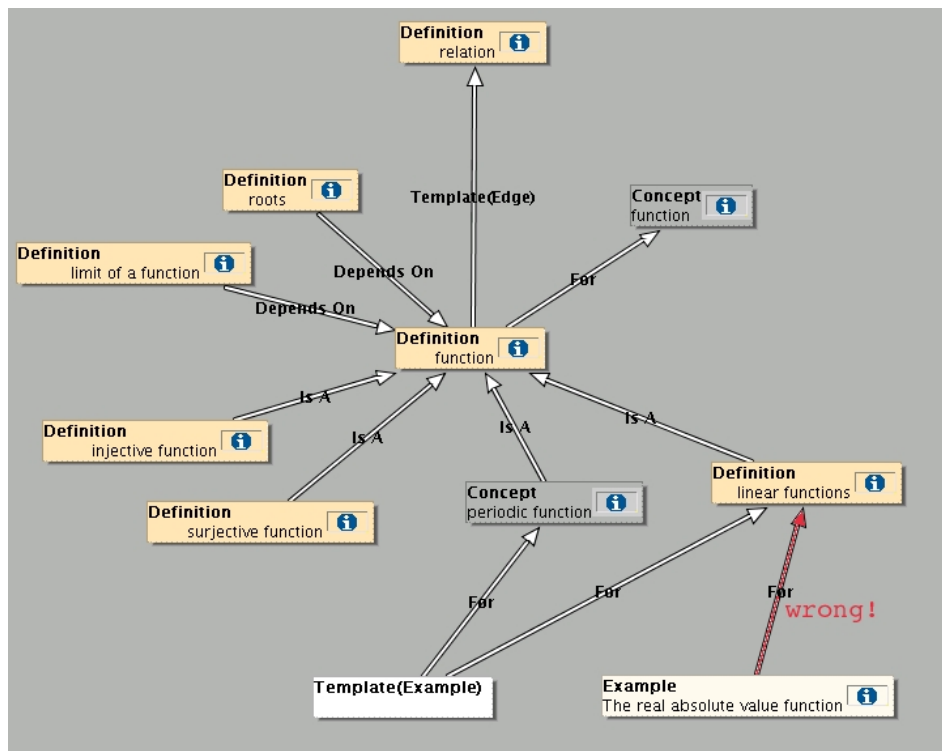 Definition
relation
Definition
roots
Template(Edge)
Concept
function
Definition
limit of a function
Depends On
For
Depends On
Definition
function
Is A
Definition
injective function
Is A
Is A
Is A
Definition
linear functions
Concept
periodic function
Definition
surjective function
For
For
For
wrong!
Template(Example)
Example
The real absolute value function